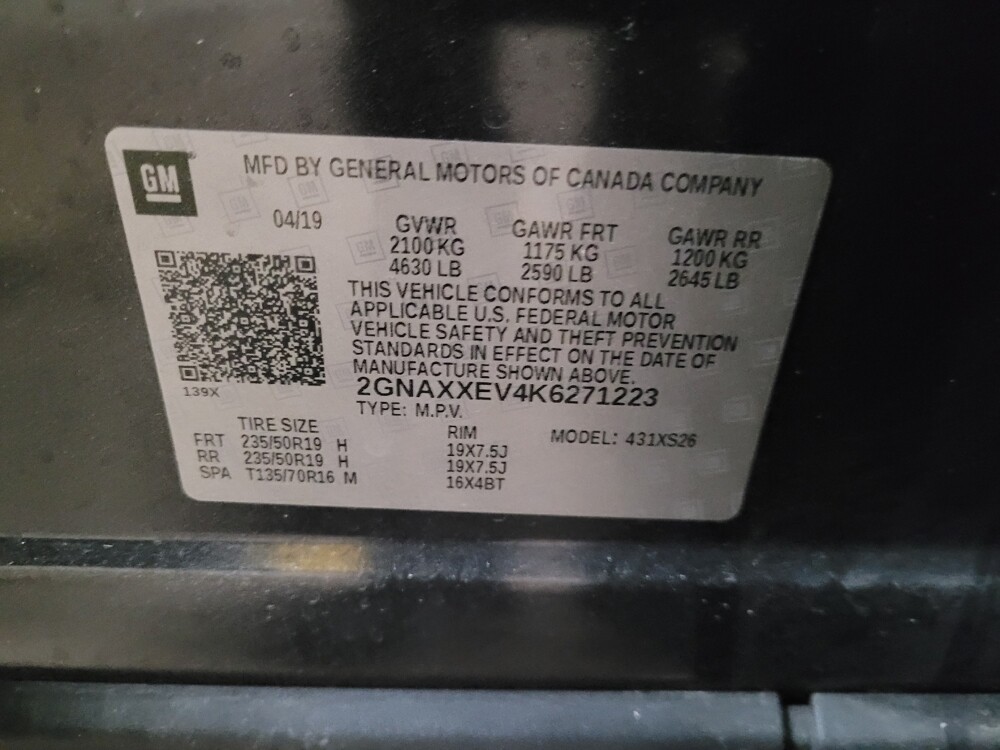 GM
MFD BY GENERAL MOTORS OF CANADA COMPANY
04/19
GVWR GAWR FRT GAWR RR
2100 KG 1175 KG 1200 KG
4630 LB 2590 LB 2645 LB
THIS VEHICLE CONFORMS TO ALL
APPLICABLE U.S. FEDERAL MOTOR
VEHICLE SAFETY AND THEFT PREVENTION
STANDARDS IN EFFECT ON THE DATE OF
MANUFACTURE SHOWN ABOVE.
139X
2GNAXXEV4K6271223
TYPE: M.P.V.
TIRE SIZE RIM MODEL: 431XS26
FRT 235/50R19 H 19X7.5J
RR 235/50R19 H 19X7.5J
SPA T135/70R16 M 16X4BT